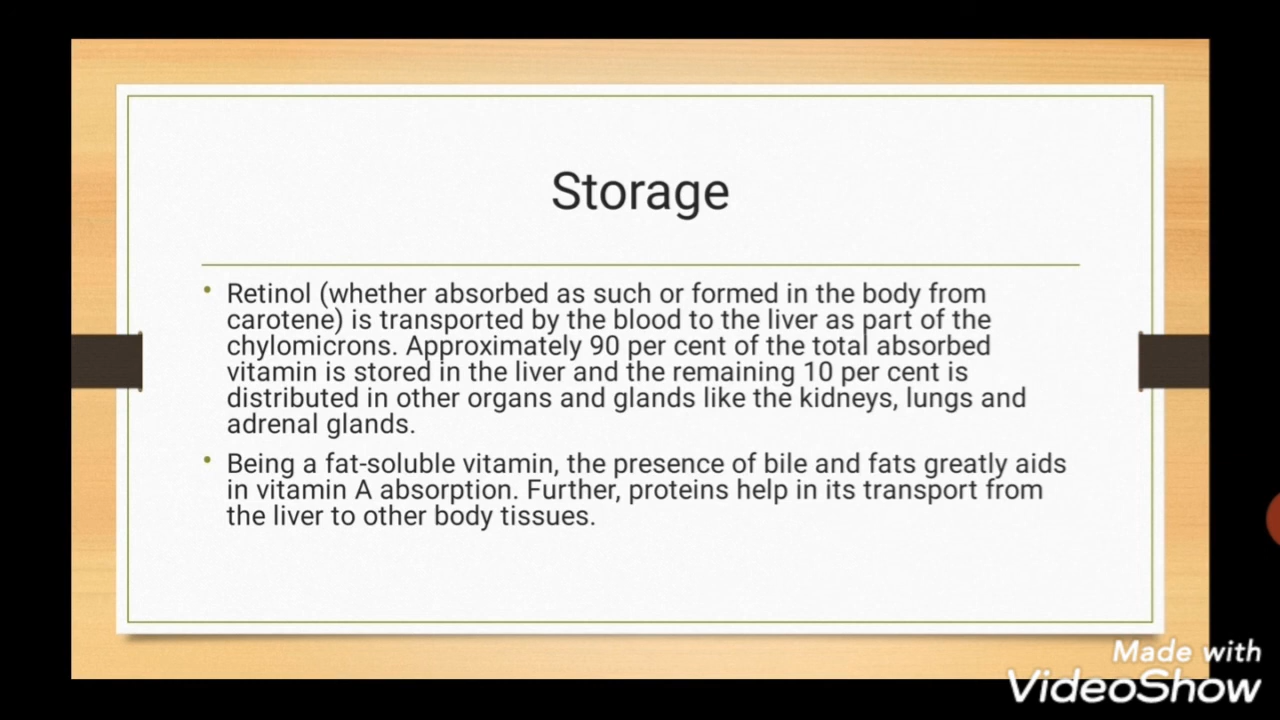 Storage
• Retinol (whether absorbed as such or formed in the body from
carotene) is transported by the blood to the liver as part of the
chylomicrons. Approximately 90 per cent of the total absorbed
vitamin is stored in the liver and the remaining 10 per cent is
distributed in other organs and glands like the kidneys, lungs and
adrenal glands.
• Being a fat-soluble vitamin, the presence of bile and fats greatly aids
in vitamin A absorption. Further, proteins help in its transport from
the liver to other body tissues.
Made with
VideoShow